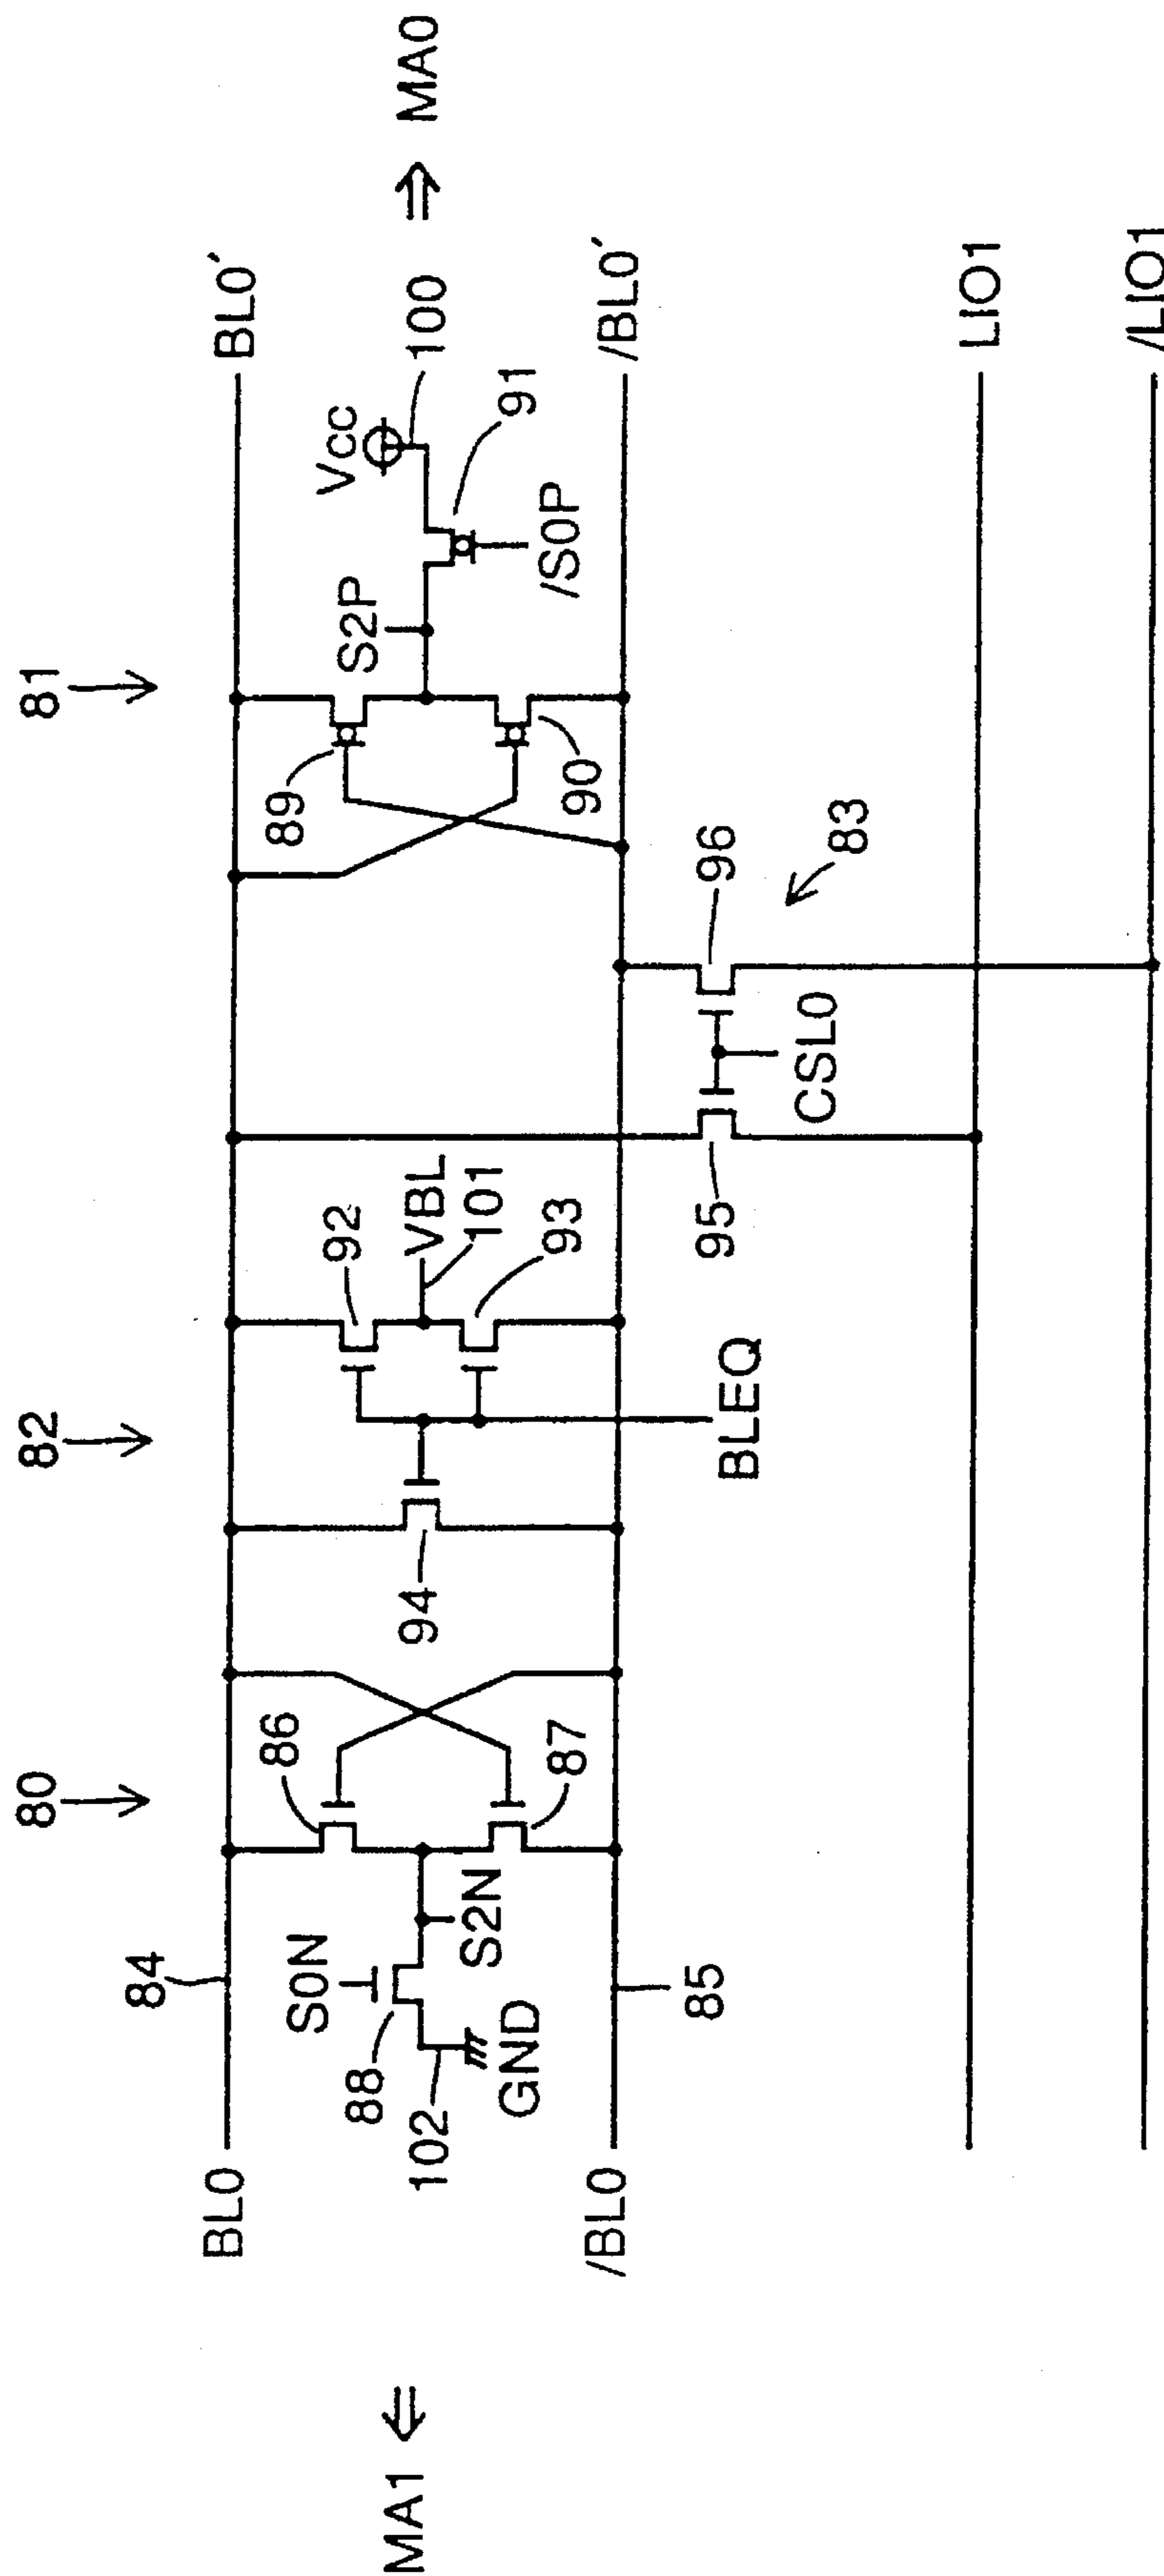 80
82
81
84
BL0
BL0´
86
92
89
Vcc
S0N
S2P
100
88
VBL
101
91
MA1
⇐
⇒
MA0
102
GND
S2N
94
93
/S0P
87
90
/BL0
/BL0´
85
BLEQ
95
96
CSL0
83
LIO1
/LIO1